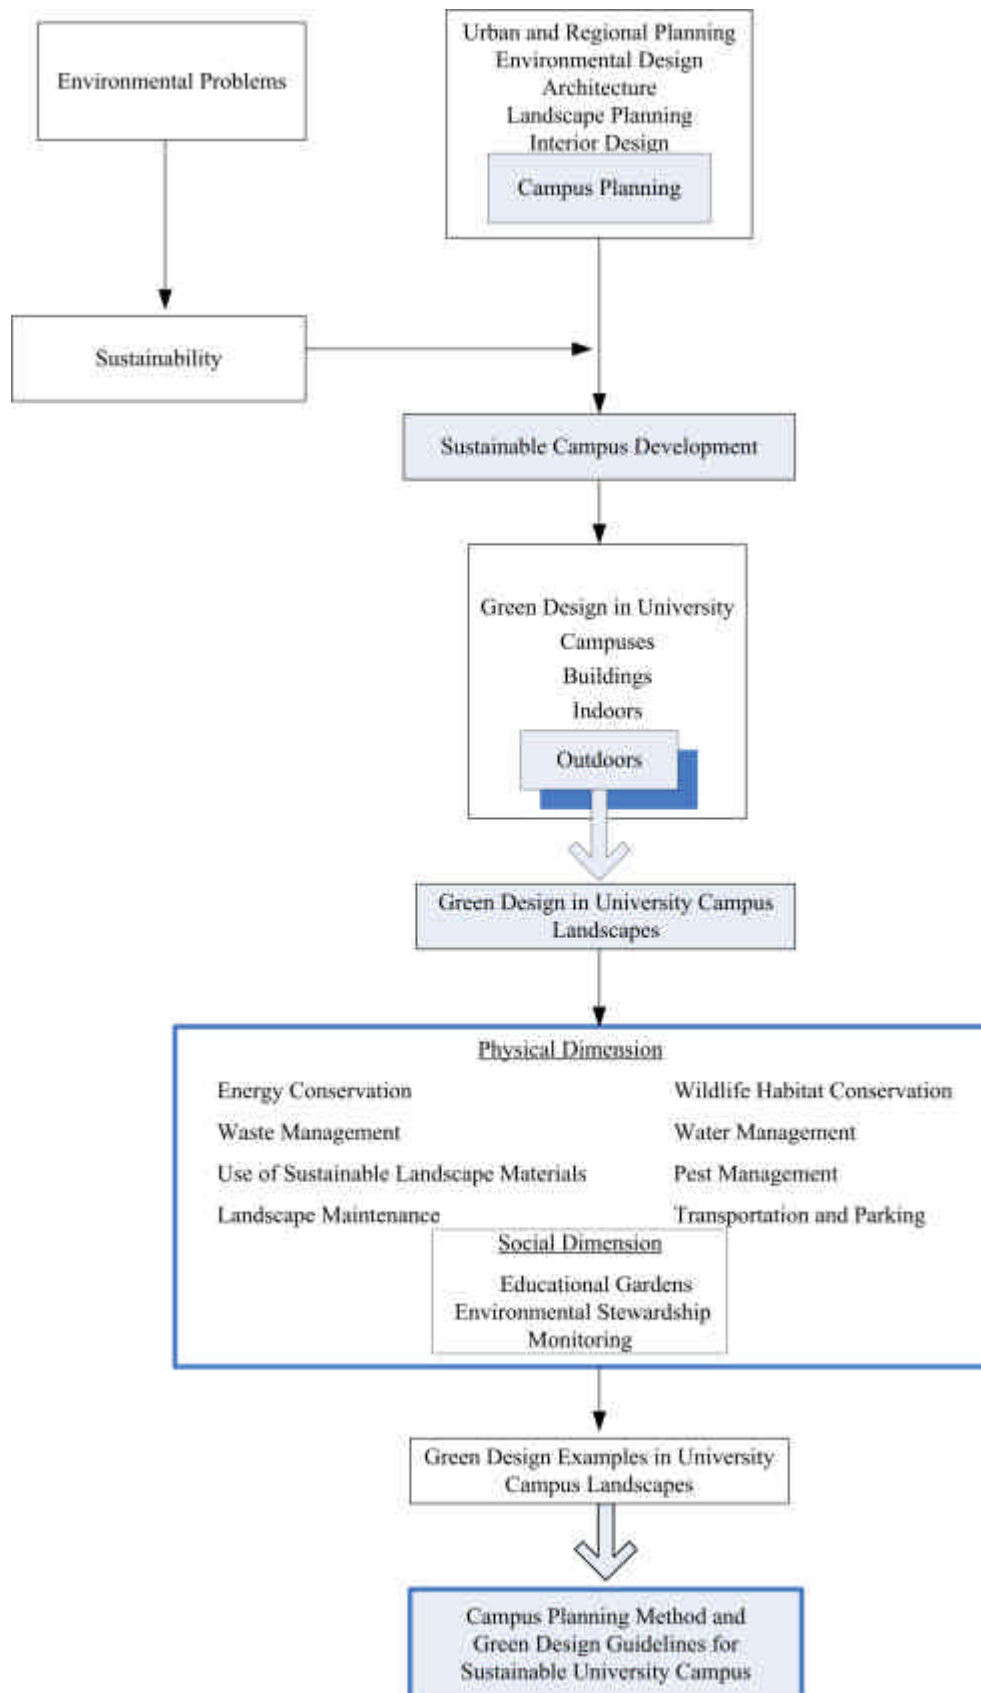 Environmental Problems
Urban and Regional Planning
Environmental Design
Architecture
Landscape Planning
Interior Design
Campus Planning
Sustainability
Sustainable Campus Development
Green Design in University
Campuses
Buildings
Indoors
Outdoors
Green Design in University Campus
Landscapes
Physical Dimension
Energy Conservation
Wildlife Habitat Conservation
Waste Management
Water Management
Use of Sustainable Landscape Materials
Pest Management
Landscape Maintenance
Transportation and Parking
Social Dimension
Educational Gardens
Environmental Stewardship
Monitoring
Green Design Examples in University
Campus Landscapes
Campus Planning Method and
Green Design Guidelines for
Sustainable University Campus